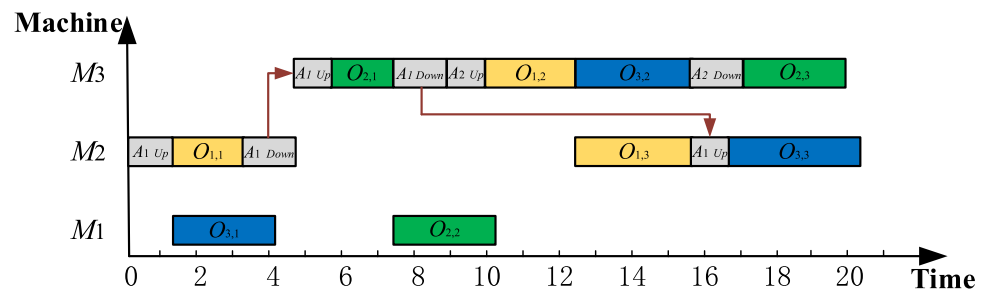 Machine
M3 A1 Up O2,1 A1 Down A2 Up O1,2 O3,2 A2 Down O2,3
M2 A1 Up O1,1 A1 Down O1,3 A1 Up O3,3
M1 O3,1 O2,2
0 2 4 6 8 10 12 14 16 18 20
Time